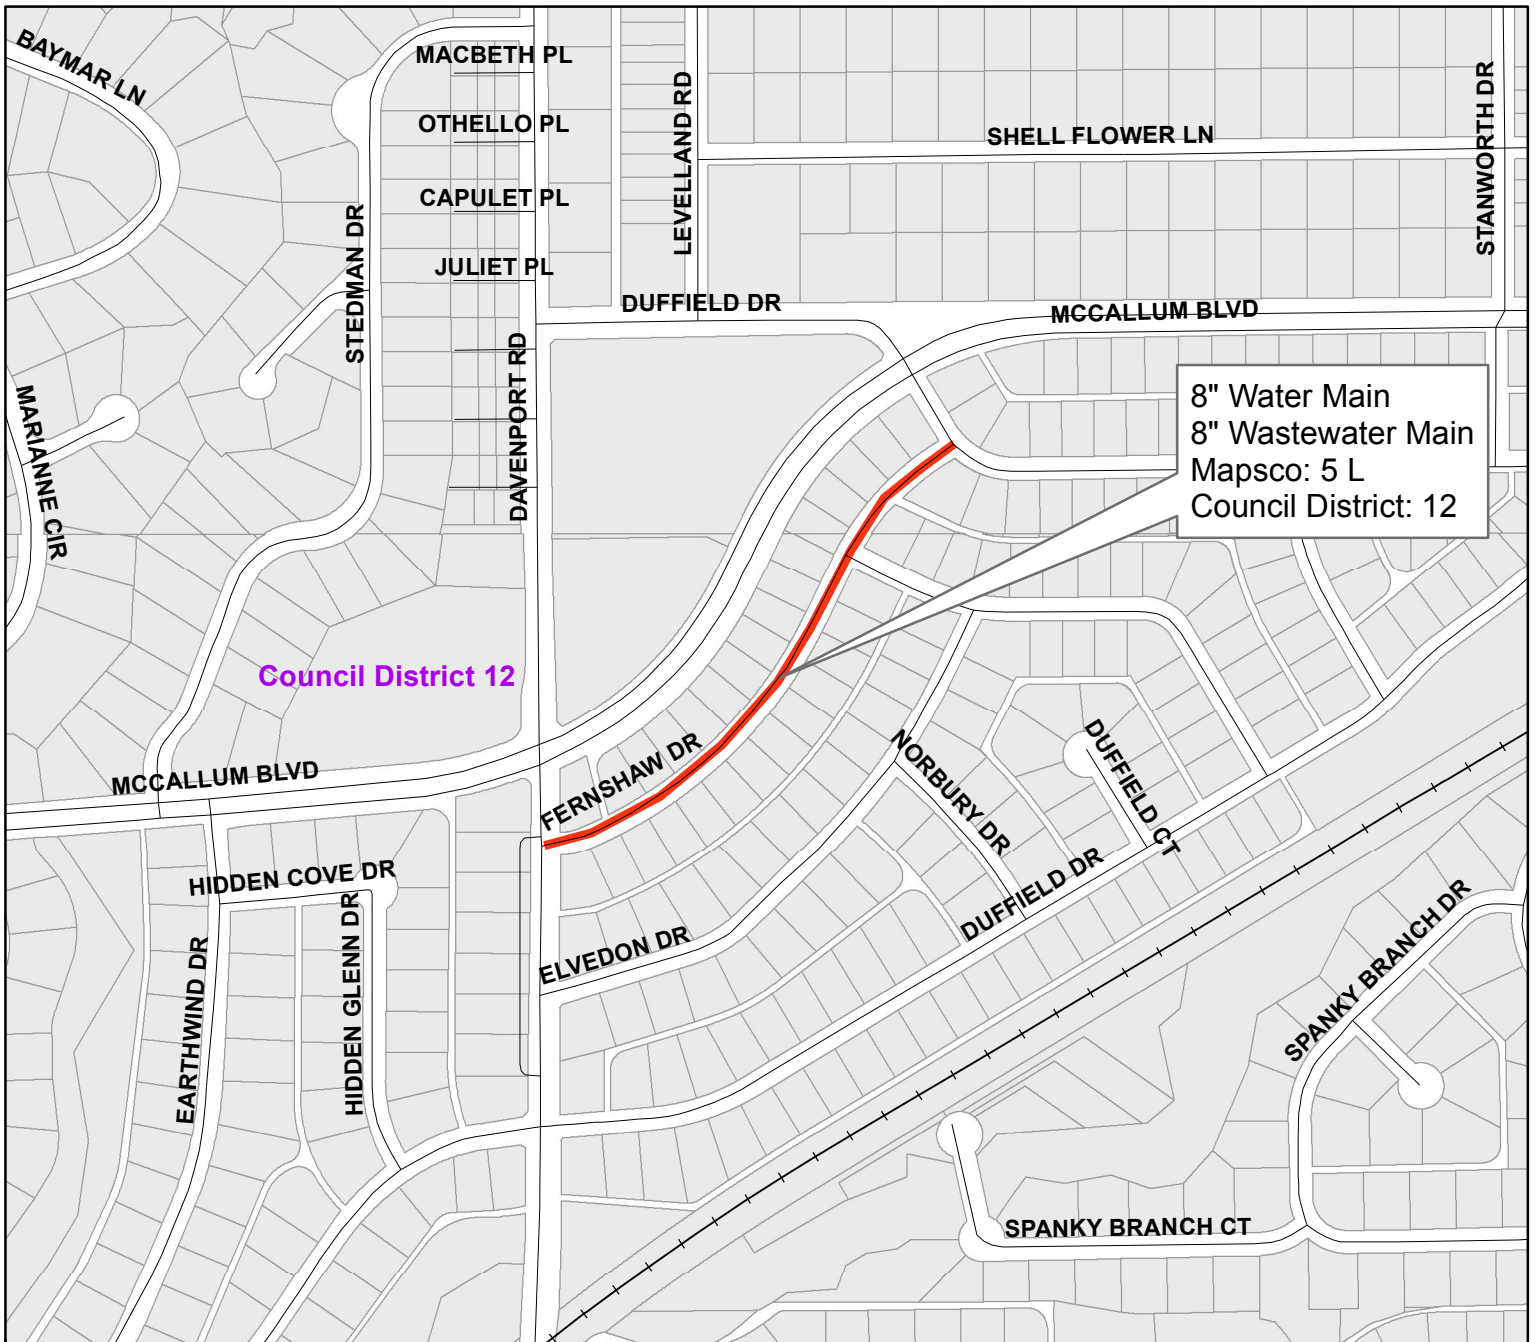 BAYMAR LN
MACBETH PL
OTHELLO PL
CAPULET PL
JULIET PL
STEDMAN DR
LEVELLAND RD
SHELL FLOWER LN
STANWORTH DR
DUFFIELD DR
MCCALLUM BLVD
DAVENPORT RD
MARIANNE CIR
8" Water Main
8" Wastewater Main
Mapsco: 5 L
Council District: 12
Council District 12
MCCALLUM BLVD
FERNSHAW DR
NORBURY DR
DUFFIELD CT
HIDDEN COVE DR
HIDDEN GLENN DR
EARTHWIND DR
ELVEDON DR
DUFFIELD DR
SPANKY BRANCH DR
SPANKY BRANCH CT